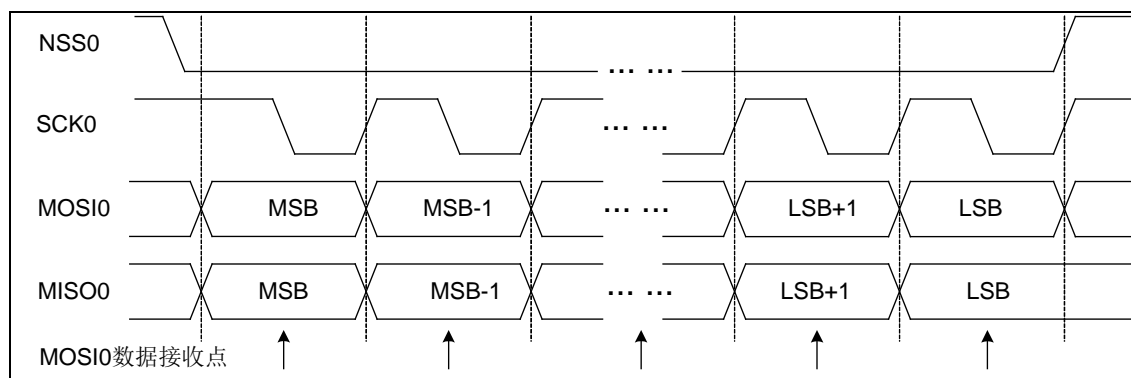 NSS0
... ...
SCK0
... ...
MOSI0 MSB MSB-1 ... ... LSB+1 LSB
MISO0 MSB MSB-1 ... ... LSB+1 LSB
MOSI0数据接收点